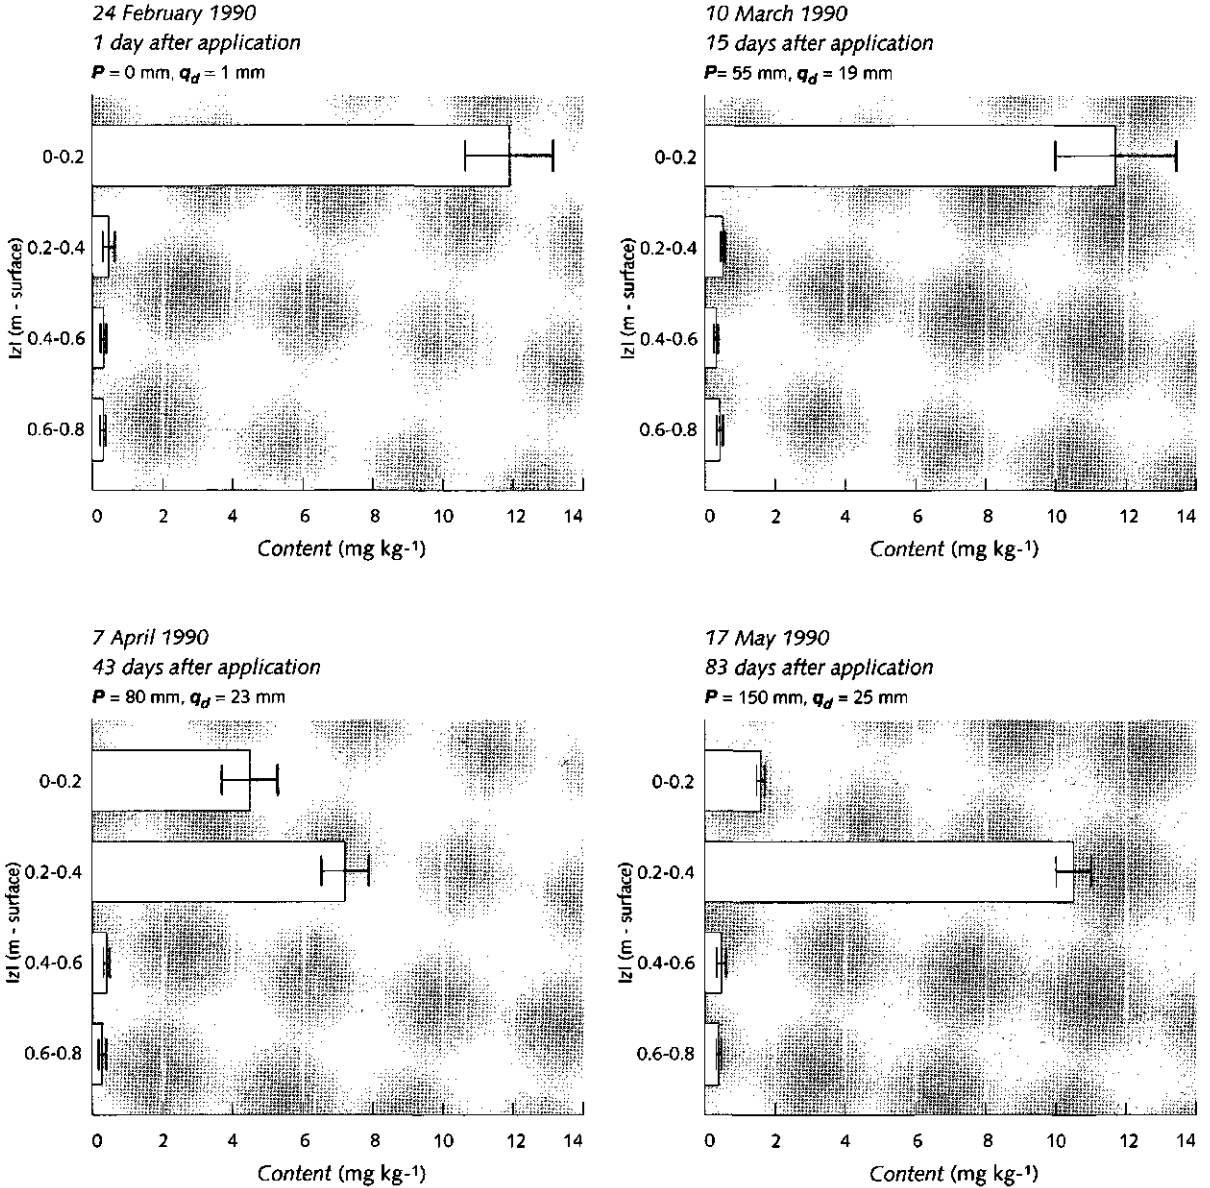 24 February 1990
1 day after application
P = 0 mm, qd = 1 mm
0-0.2
0.2-0.4
0.4-0.6
0.6-0.8
|z| (m - surface)
0 2 4 6 8 10 12 14
Content (mg kg-1)
10 March 1990
15 days after application
P= 55 mm, qd = 19 mm
0-0.2
0.2-0.4
0.4-0.6
0.6-0.8
|z| (m - surface)
0 2 4 6 8 10 12 14
Content (mg kg-1)
7 April 1990
43 days after application
P = 80 mm, qd = 23 mm
0-0.2
0.2-0.4
0.4-0.6
0.6-0.8
|z| (m - surface)
0 2 4 6 8 10 12 14
Content (mg kg-1)
17 May 1990
83 days after application
P = 150 mm, qd = 25 mm
0-0.2
0.2-0.4
0.4-0.6
0.6-0.8
|z| (m - surface)
0 2 4 6 8 10 12 14
Content (mg kg-1)